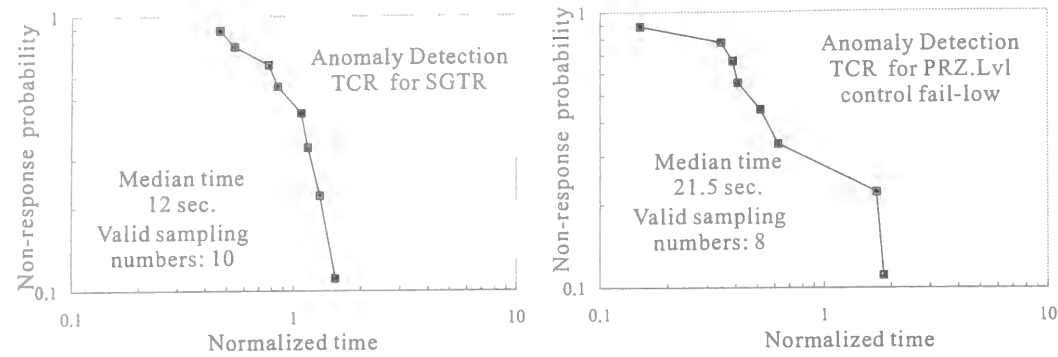 1
Anomaly Detection
TCR for SGTR
Non-response probability
Median time
12 sec.
Valid sampling
numbers: 10
0.1
0.1
1
10
Normalized time
1
Anomaly Detection
TCR for PRZ.Lvl
control fail-low
Non-response probability
Median time
21.5 sec.
Valid sampling
numbers: 8
0.1
0.1
1
10
Normalized time